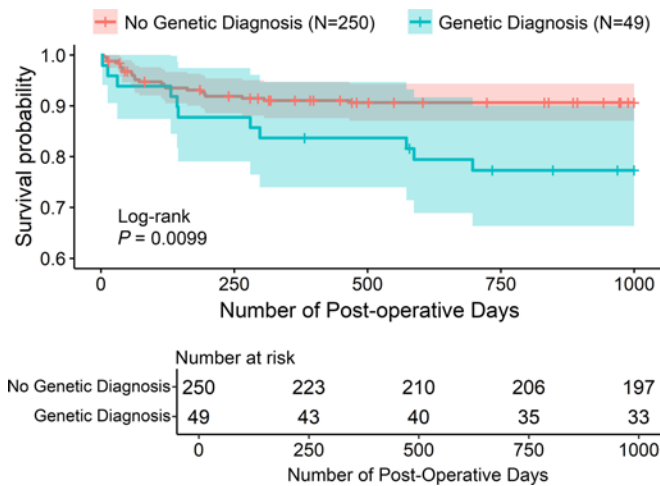 No Genetic Diagnosis (N=250) Genetic Diagnosis (N=49)
1.0
0.9
0.8
0.7
0.6
Survival probability
Log-rank
P = 0.0099
0 250 500 750 1000
Number of Post-operative Days
Number at risk
No Genetic Diagnosis 250 223 210 206 197
Genetic Diagnosis 49 43 40 35 33
0 250 500 750 1000
Number of Post-Operative Days